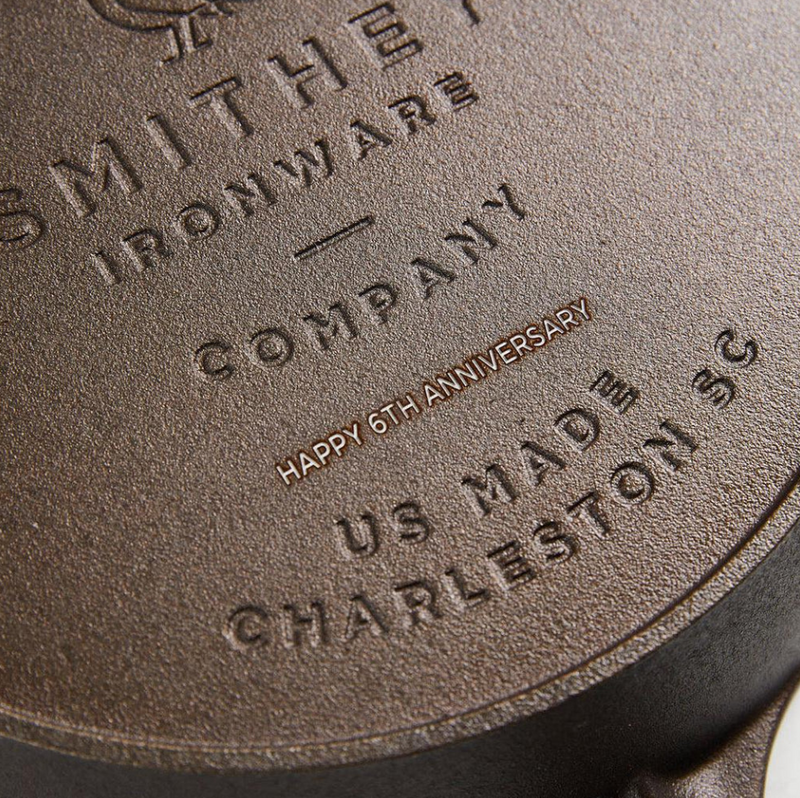 SMITHEY
IRONWARE
COMPANY
HAPPY 6TH ANNIVERSARY
US MADE
CHARLESTON SC